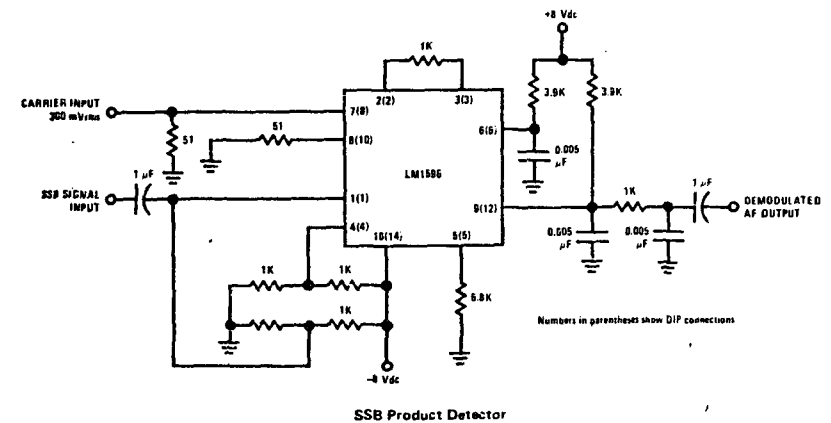 +8 Vdc
1K
CARRIER INPUT
300 mVrms
51
7(8)
2(2)
3(3)
3.9K
3.9K
51
8(10)
6(6)
0.005
μF
LM1596
SSB SIGNAL
INPUT
1 μF
1(1)
9(12)
1K
1 μF
DEMODULATED
AF OUTPUT
4(4)
10(14)
5(5)
0.005
μF
0.005
μF
1K
1K
6.8K
1K
Numbers in parentheses show DIP connections
-8 Vdc
SSB Product Detector